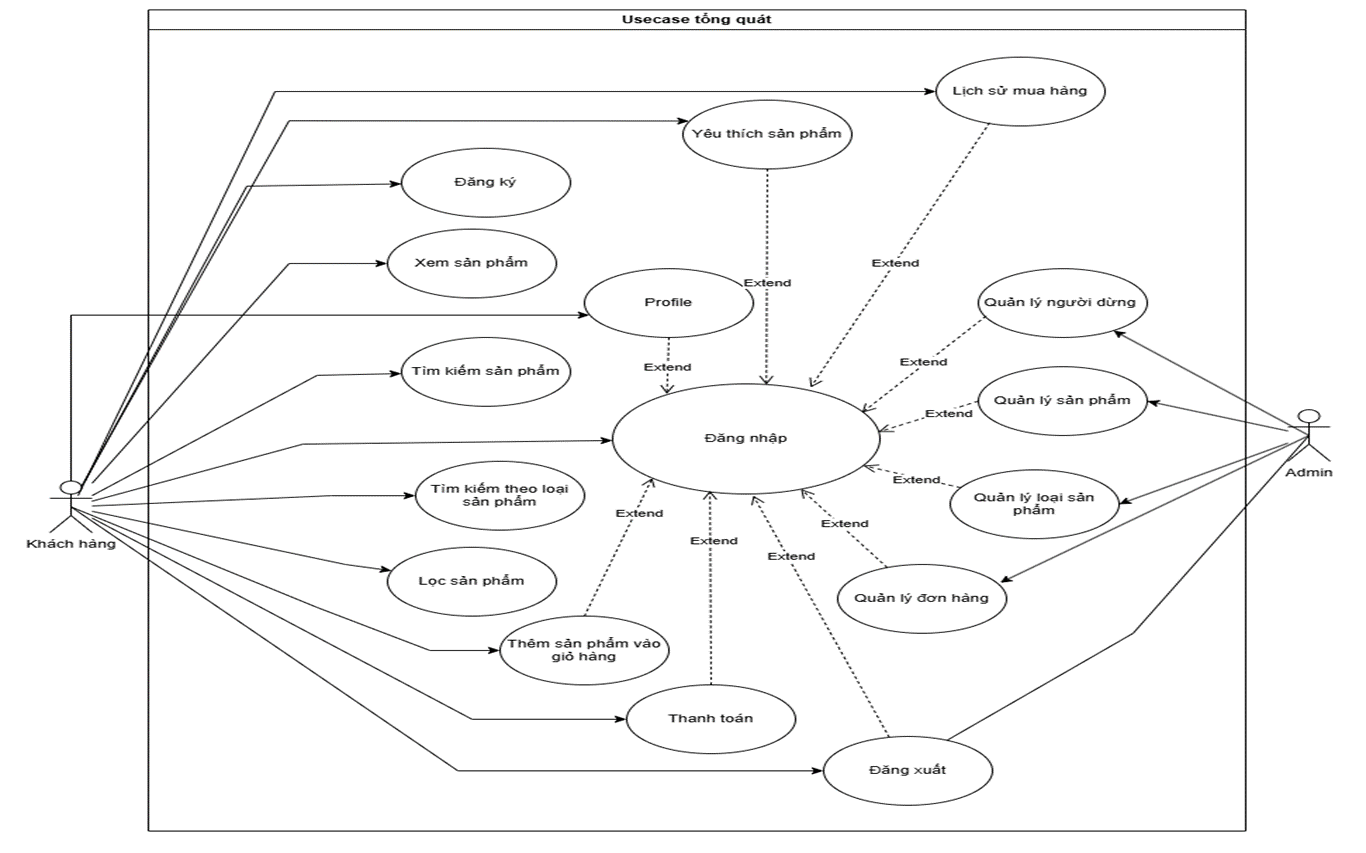 Usecase tổng quát
Lịch sử mua hàng
Yêu thích sản phẩm
Đăng ký
Xem sản phẩm
Extend
Extend
Profile
Quản lý người dừng
Extend
Extend
Tìm kiếm sản phẩm
Quản lý sản phẩm
Extend
Đăng nhập
Admin
Extend
Tìm kiếm theo loại
sản phẩm
Quản lý loại sản
phẩm
Extend
Extend
Khách hàng
Extend
Extend
Lọc sản phẩm
Quản lý đơn hàng
Thêm sản phẩm vào
giỏ hàng
Thanh toán
Đăng xuất